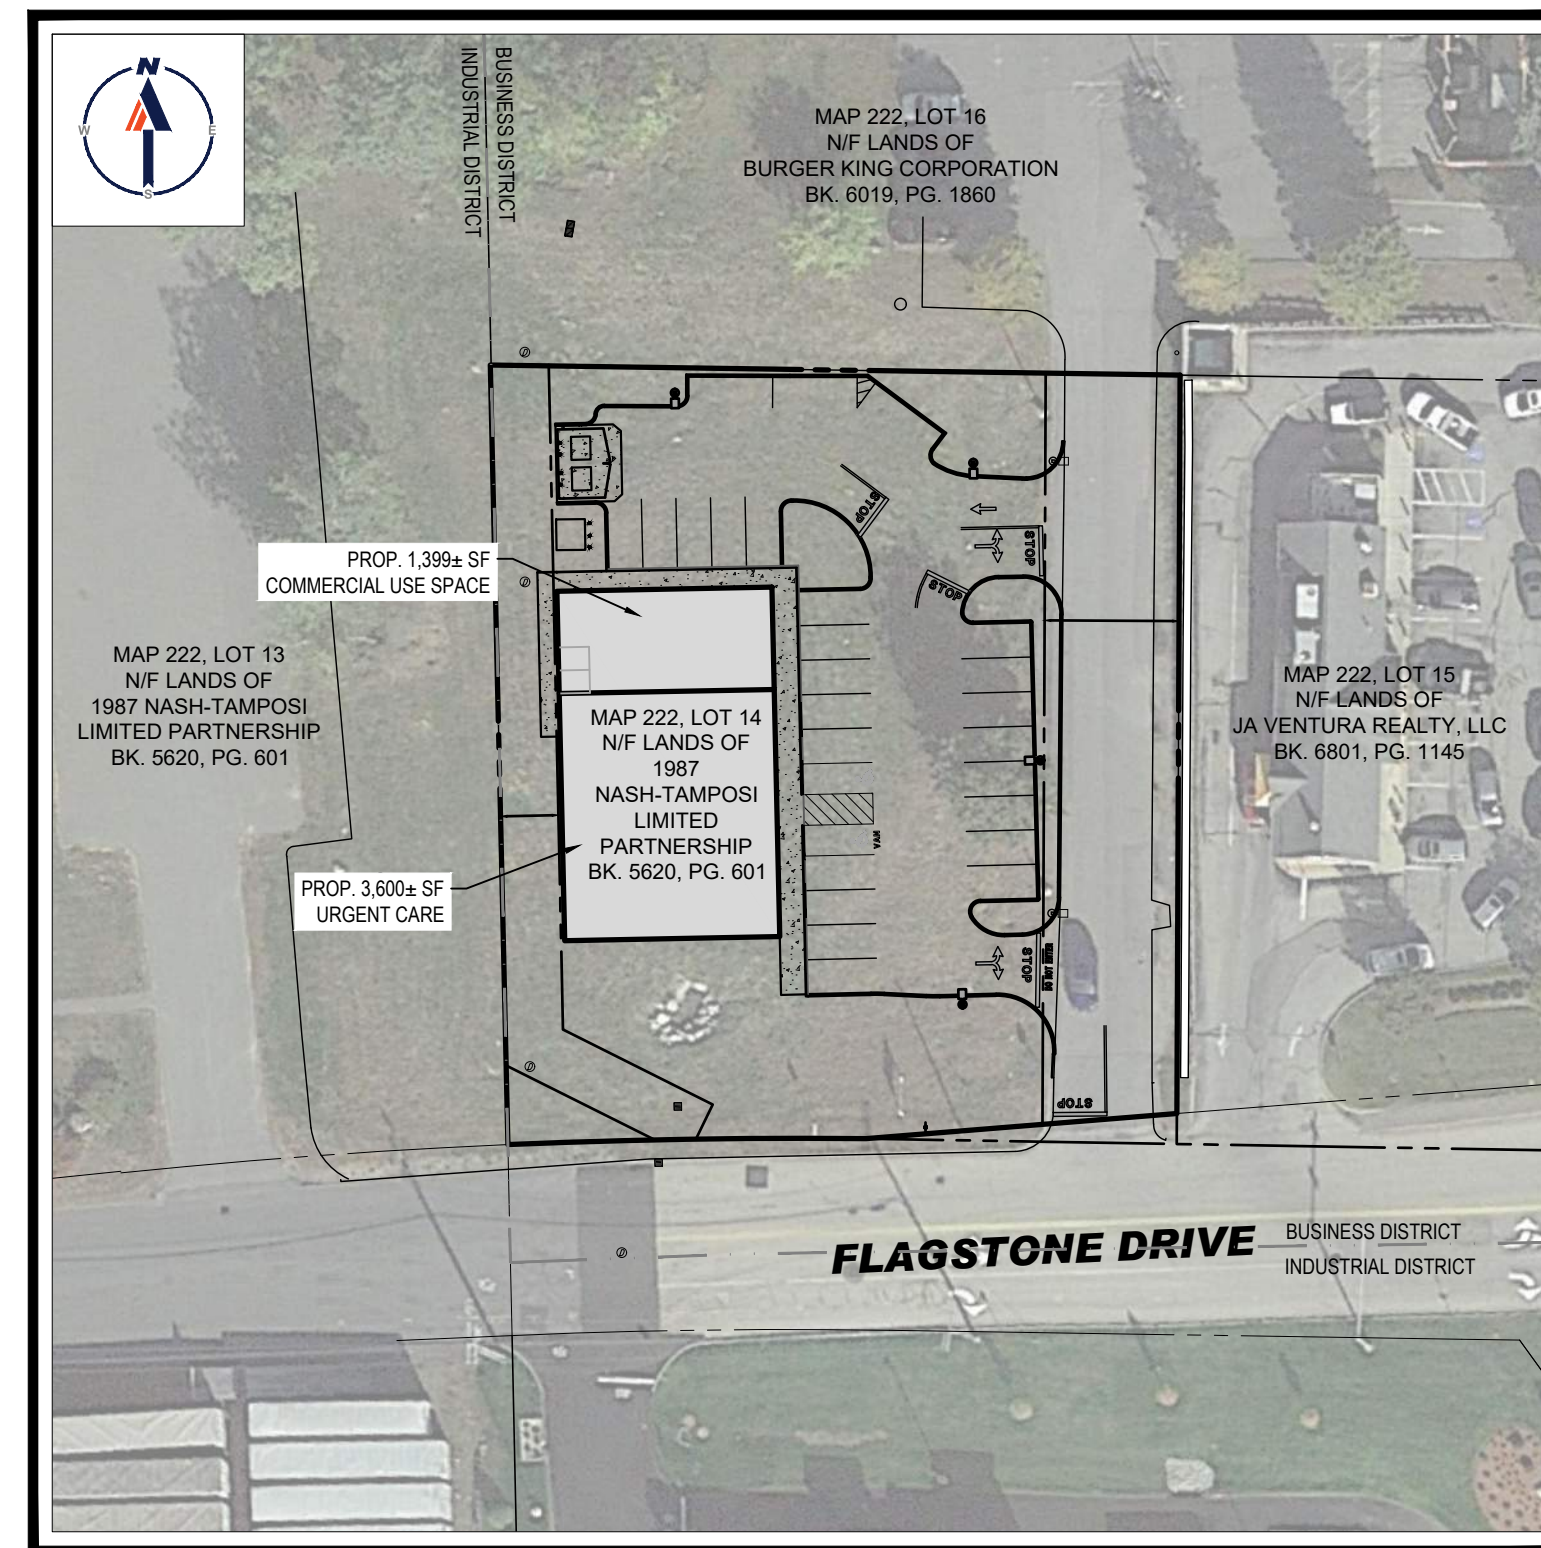 N
W
E
S
BUSINESS DISTRICT
INDUSTRIAL DISTRICT
MAP 222, LOT 16
N/F LANDS OF
BURGER KING CORPORATION
BK. 6019, PG. 1860
STOP
STOP
STOP
PROP. 1,399± SF
COMMERCIAL USE SPACE
MAP 222, LOT 13
N/F LANDS OF
1987 NASH-TAMPOSI
LIMITED PARTNERSHIP
BK. 5620, PG. 601
MAP 222, LOT 14
N/F LANDS OF
1987
NASH-TAMPOSI
LIMITED
PARTNERSHIP
BK. 5620, PG. 601
MAP 222, LOT 15
N/F LANDS OF
JA VENTURA REALTY, LLC
BK. 6801, PG. 1145
VAN
PROP. 3,600± SF
URGENT CARE
STOP
STOP
FLAGSTONE DRIVE
BUSINESS DISTRICT
INDUSTRIAL DISTRICT